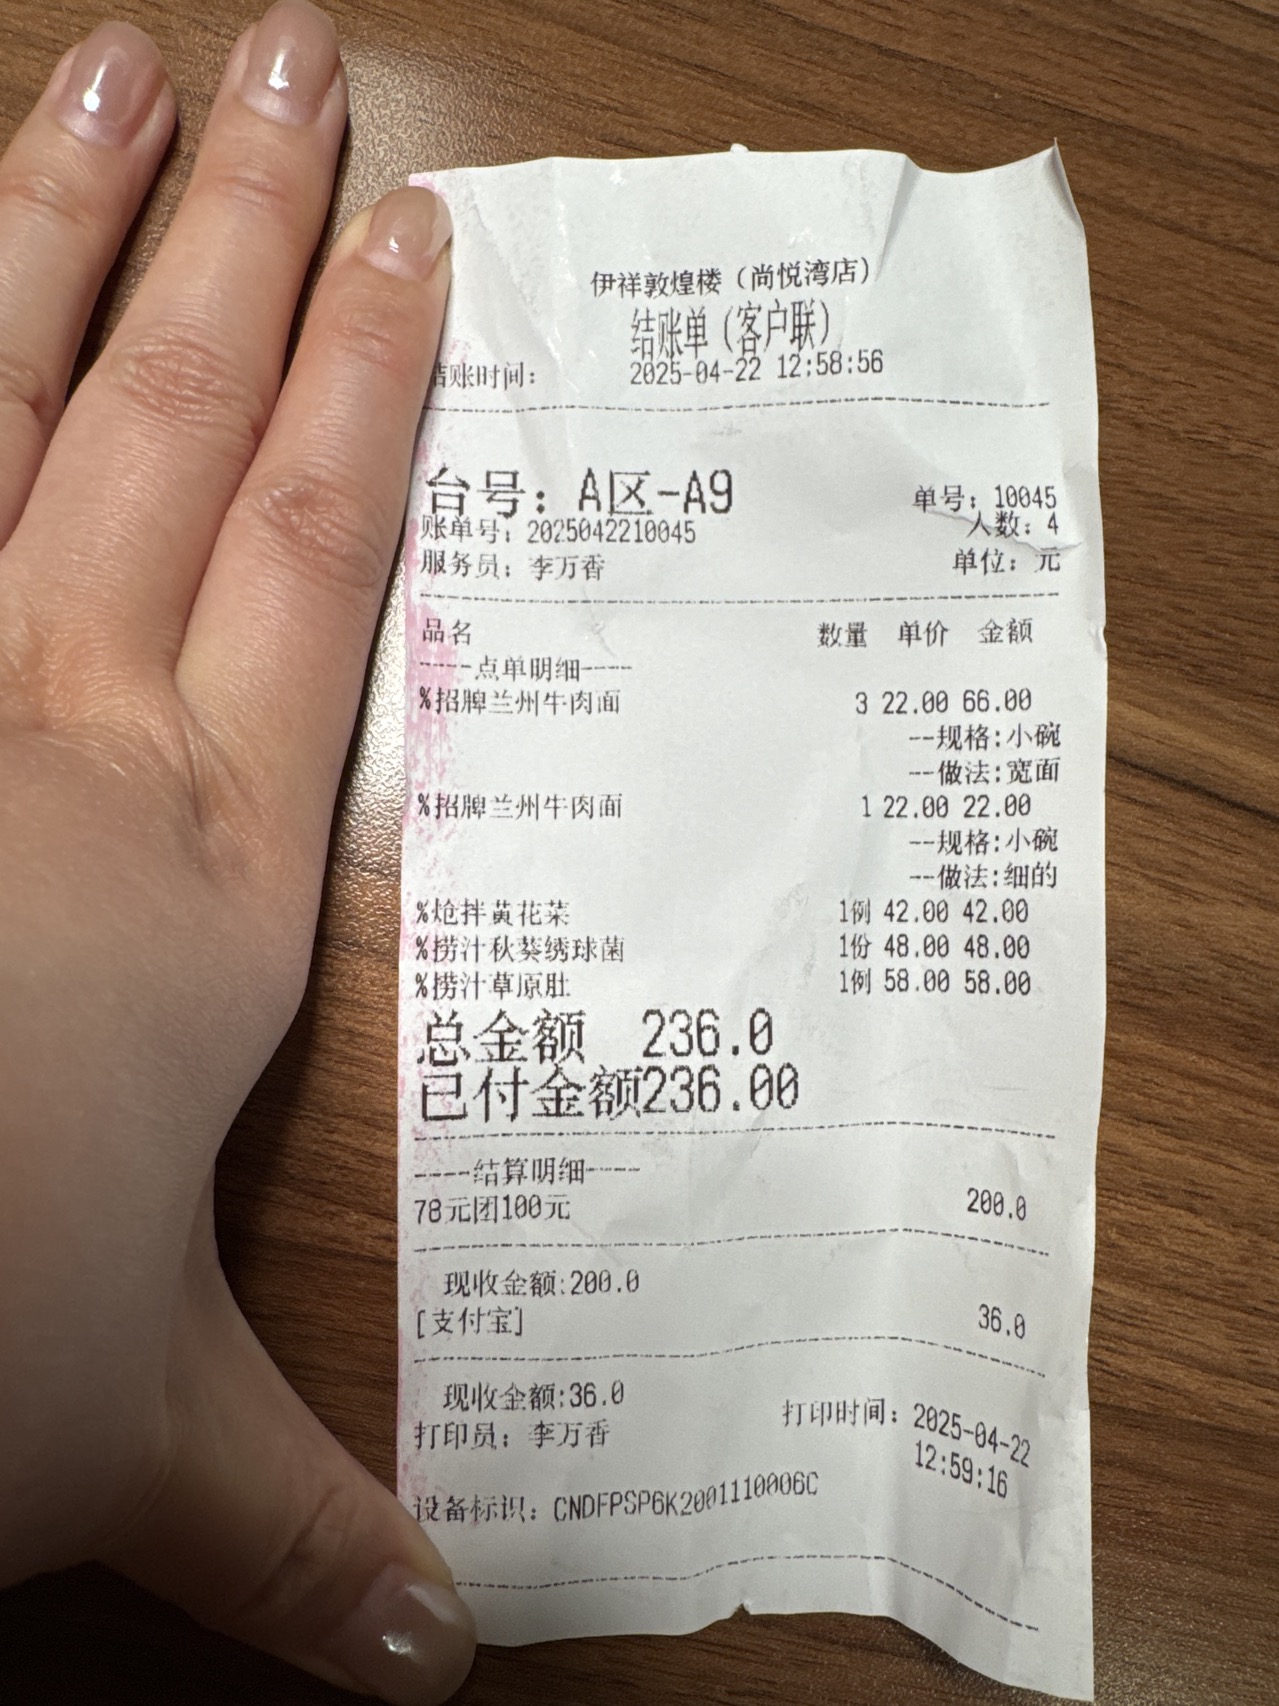 伊祥敦煌楼（尚悦湾店）
结账单（客户联）
结账时间： 2025-04-22 12:58:56
台号：A区-A9 单号：10045
账单号：2025042210045 人数：4
服务员：李万香 单位：元
品名 数量 单价 金额
-----点单明细----
%招牌兰州牛肉面 3 22.00 66.00
--规格:小碗
--做法:宽面
%招牌兰州牛肉面 1 22.00 22.00
--规格:小碗
--做法:细的
%炝拌黄花菜 1例 42.00 42.00
%捞汁秋葵绣球菌 1份 48.00 48.00
%捞汁草原肚 1例 58.00 58.00
总金额 236.0
已付金额236.00
-----结算明细----
78元团100元 200.0
现收金额:200.0
[支付宝] 36.0
现收金额:36.0
打印员：李万香 打印时间：2025-04-22
12:59:16
设备标识：CNDFPSP6K2001110006C